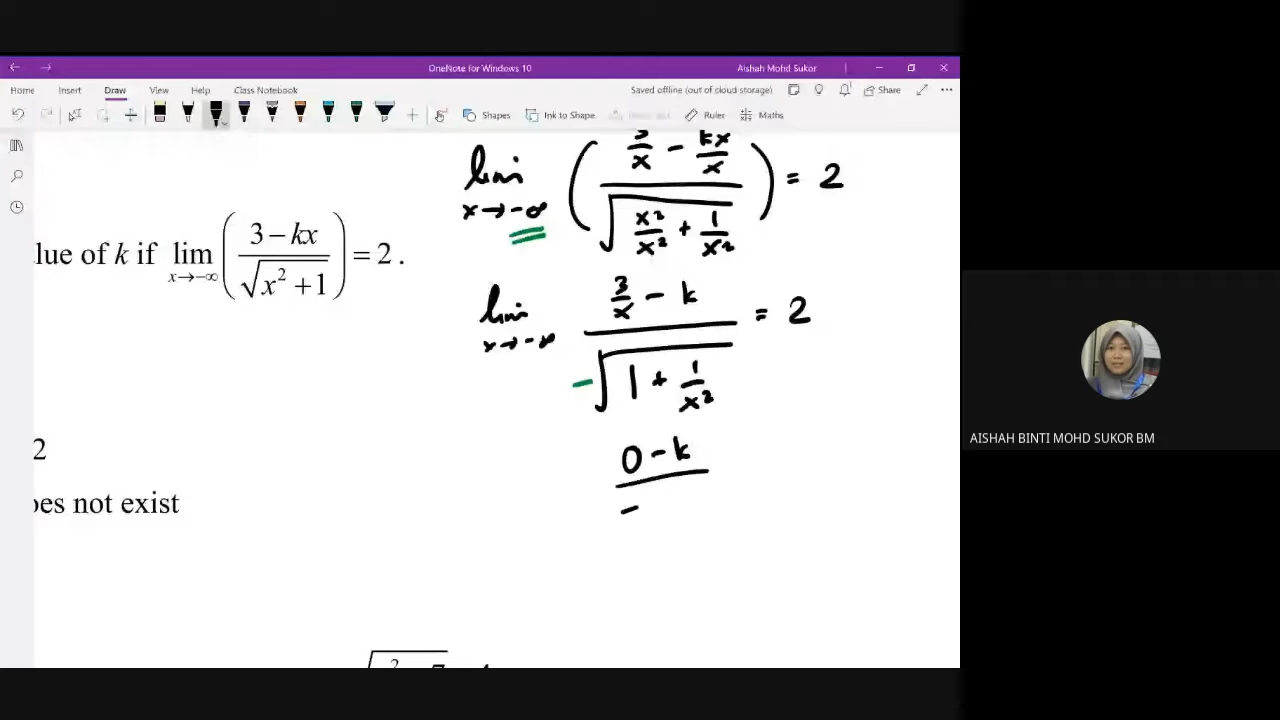 OneNote for Windows 10
Aishah Mohd Sukor
Home Insert Draw View Help Class Notebook
Saved offline (out of cloud storage)
Share
Shapes
Ink to Shape
Ruler
Maths
lim x→-∞ ( (3/x - kx/x) / √(x²/x² + 1/x²) ) = 2
lue of k if lim x→-∞ ( (3 - kx) / √(x² + 1) ) = 2 .
lim x→-∞ (3/x - k) / -√(1 + 1/x²) = 2
0 - k
-
2
oes not exist
AISHAH BINTI MOHD SUKOR BM